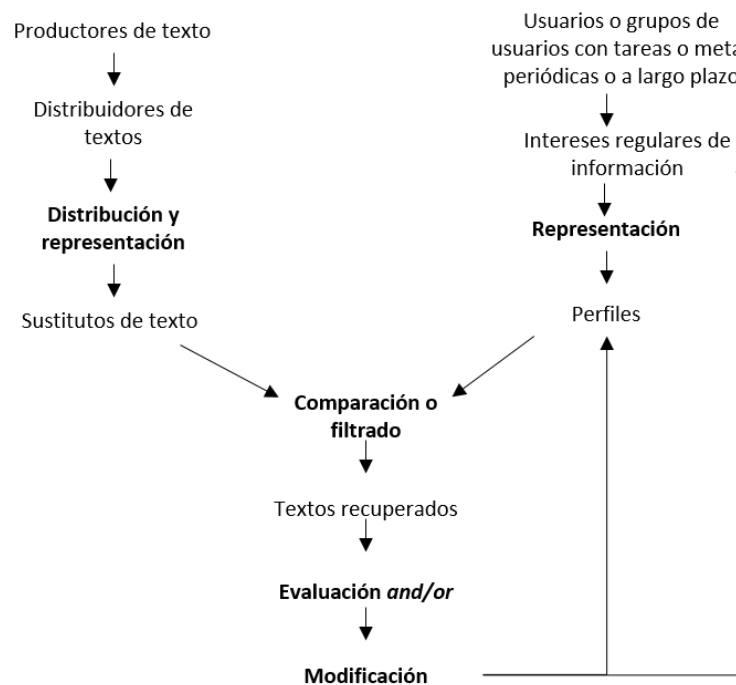 Productores de texto
Distribuidores de
textos
Distribución y
representación
Sustitutos de texto
Usuarios o grupos de
usuarios con tareas o meta
periódicas o a largo plazo
Intereses regulares de
información
Representación
Perfiles
Comparación o
filtrado
Textos recuperados
Evaluación and/or
Modificación